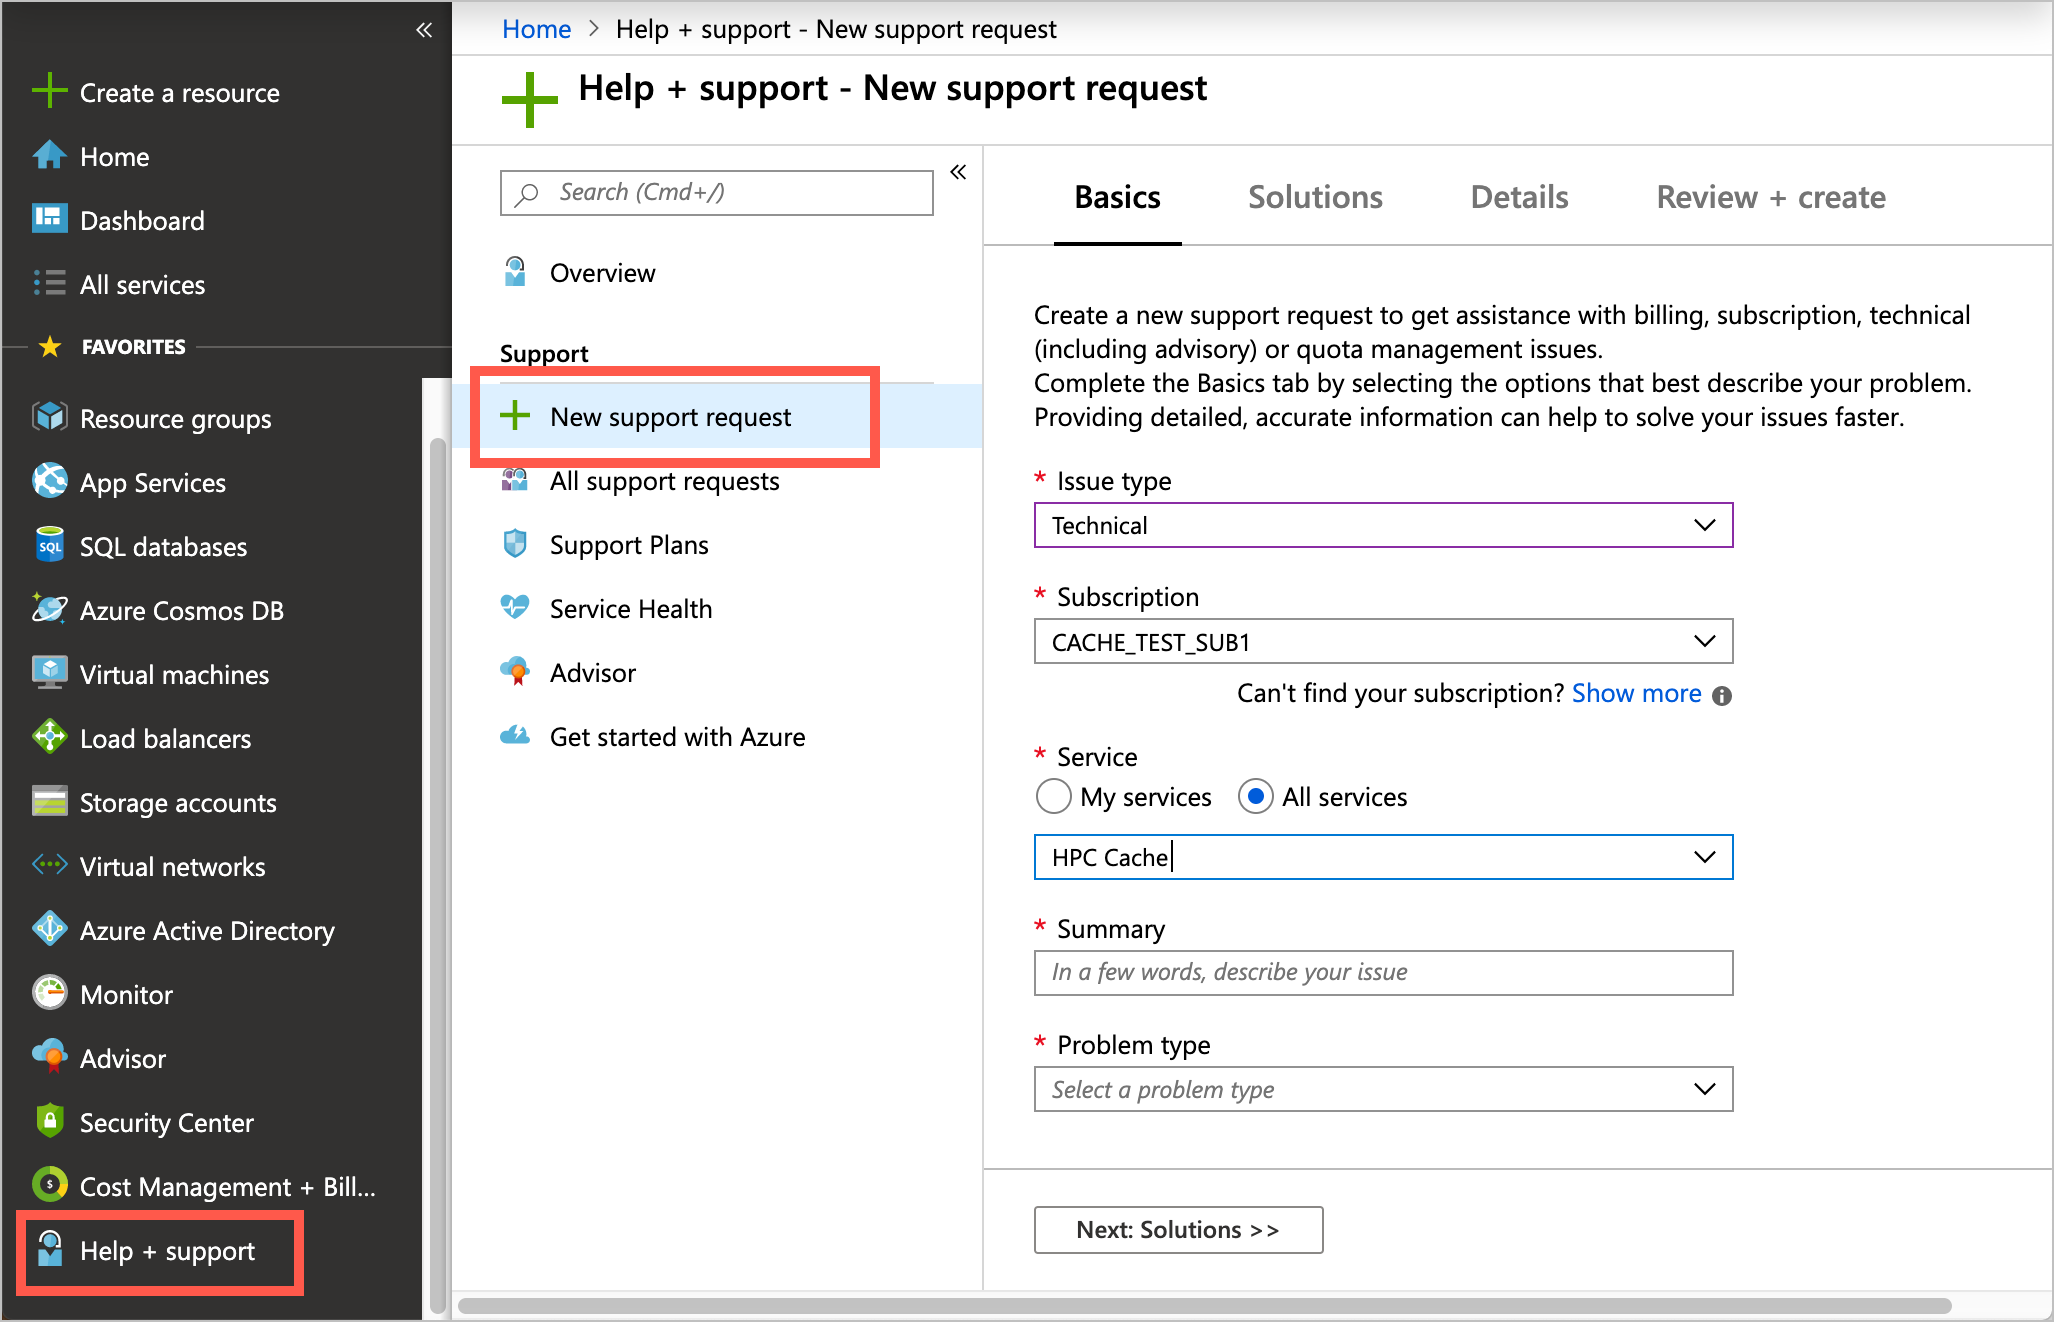 Create a resource
Home
Dashboard
All services
FAVORITES
Resource groups
App Services
SQL
SQL databases
Azure Cosmos DB
Virtual machines
Load balancers
Storage accounts
Virtual networks
Azure Active Directory
Monitor
Advisor
Security Center
$
Cost Management + Bill...
Help + support
Home > Help + support - New support request
Help + support - New support request
Search (Cmd+/)
Overview
Support
New support request
All support requests
Support Plans
Service Health
Advisor
Get started with Azure
Basics Solutions Details Review + create
Create a new support request to get assistance with billing, subscription, technical
(including advisory) or quota management issues.
Complete the Basics tab by selecting the options that best describe your problem.
Providing detailed, accurate information can help to solve your issues faster.
* Issue type
Technical
* Subscription
CACHE_TEST_SUB1
Can't find your subscription? Show more
* Service
My services All services
HPC Cache
* Summary
In a few words, describe your issue
* Problem type
Select a problem type
Next: Solutions >>